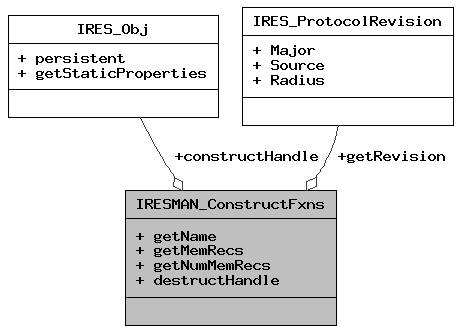 IRES_Obj
+ persistent
+ getStaticProperties
IRES_ProtocolRevision
+ Major
+ Source
+ Radius
+constructHandle
+getRevision
IRESMAN_ConstructFxns
+ getName
+ getMemRecs
+ getNumMemRecs
+ destructHandle